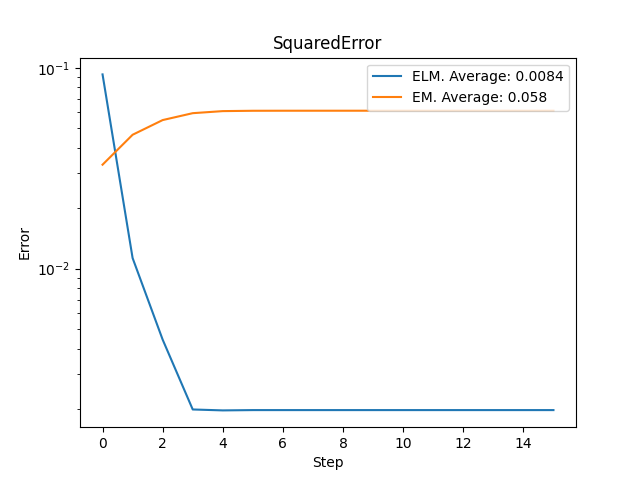 SquaredError
ELM. Average: 0.0084
EM. Average: 0.058
Error
10⁻¹
10⁻²
0 2 4 6 8 10 12 14
Step